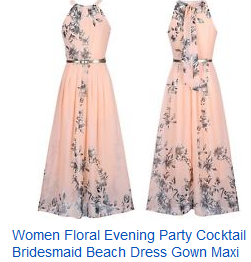 Women Floral Evening Party Cocktail
Bridesmaid Beach Dress Gown Maxi